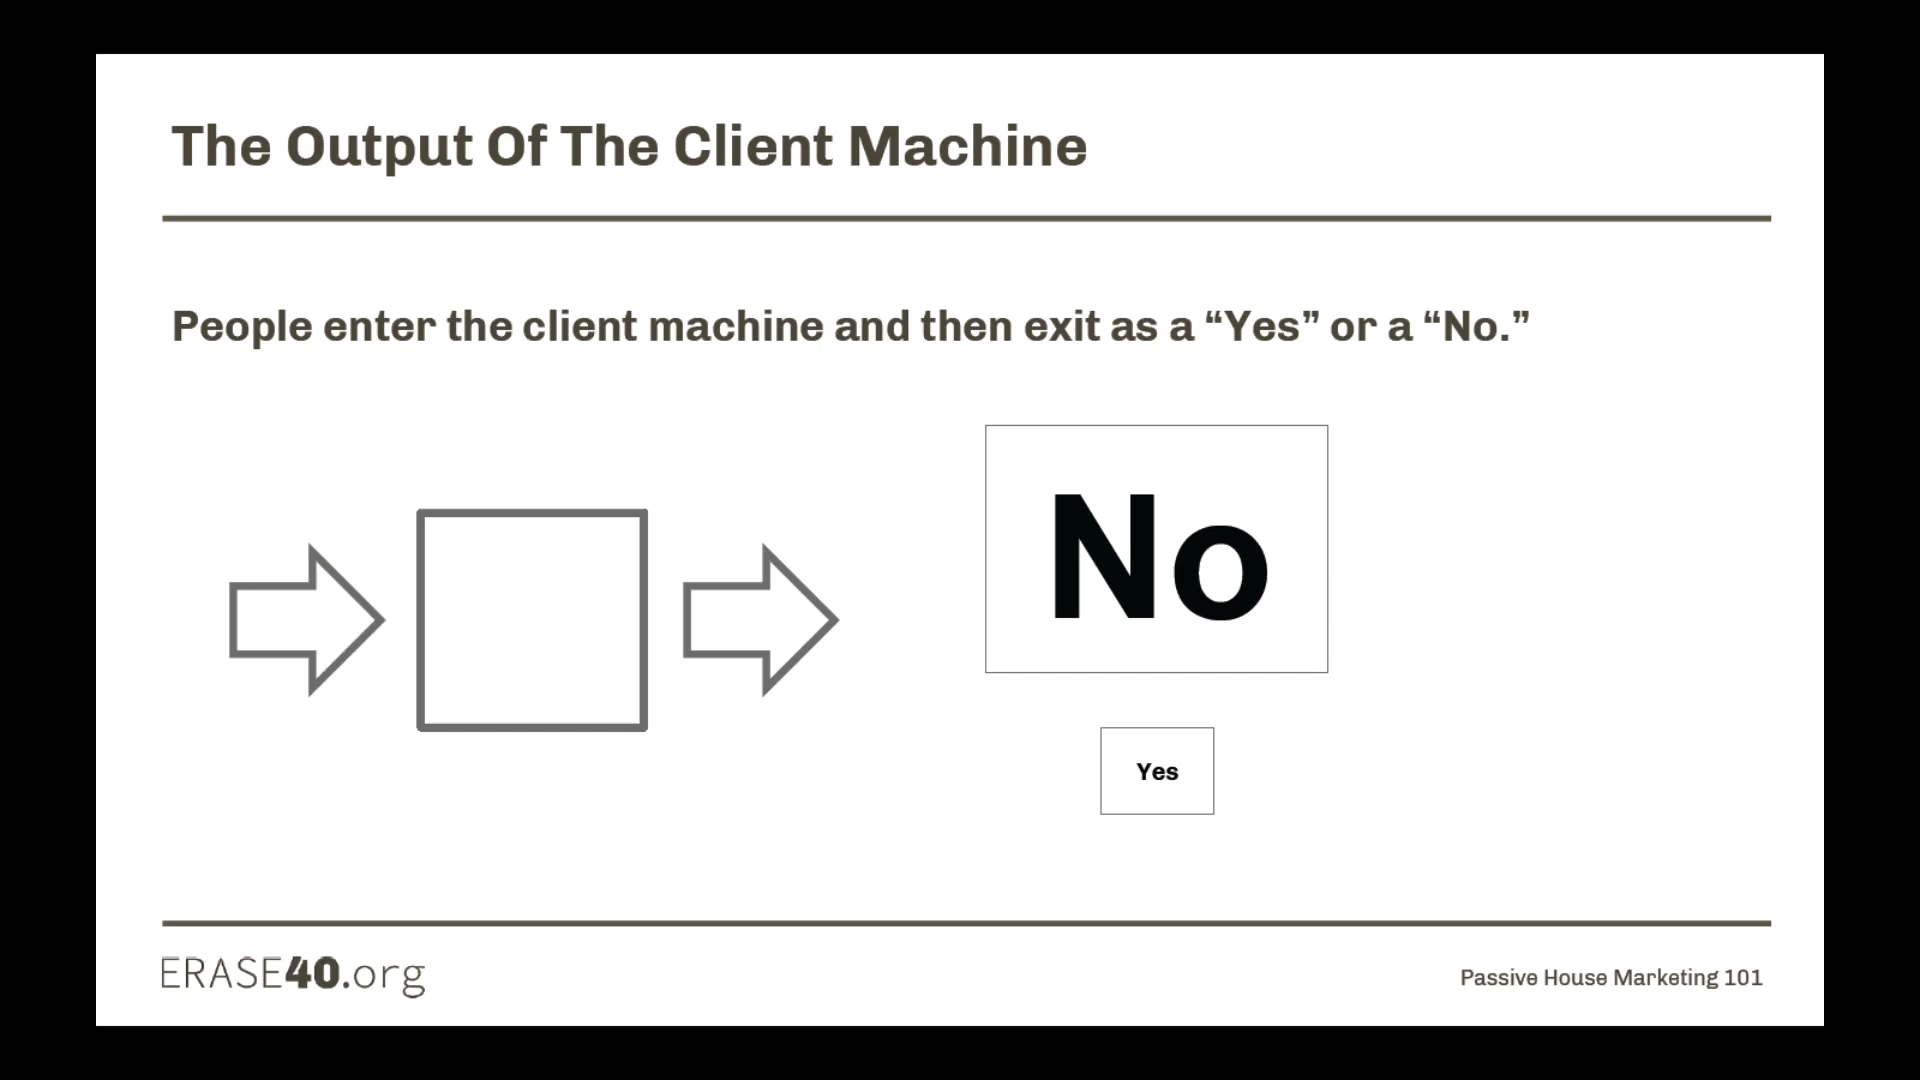 The Output Of The Client Machine
People enter the client machine and then exit as a “Yes” or a “No.”
No
Yes
ERASE40.org
Passive House Marketing 101